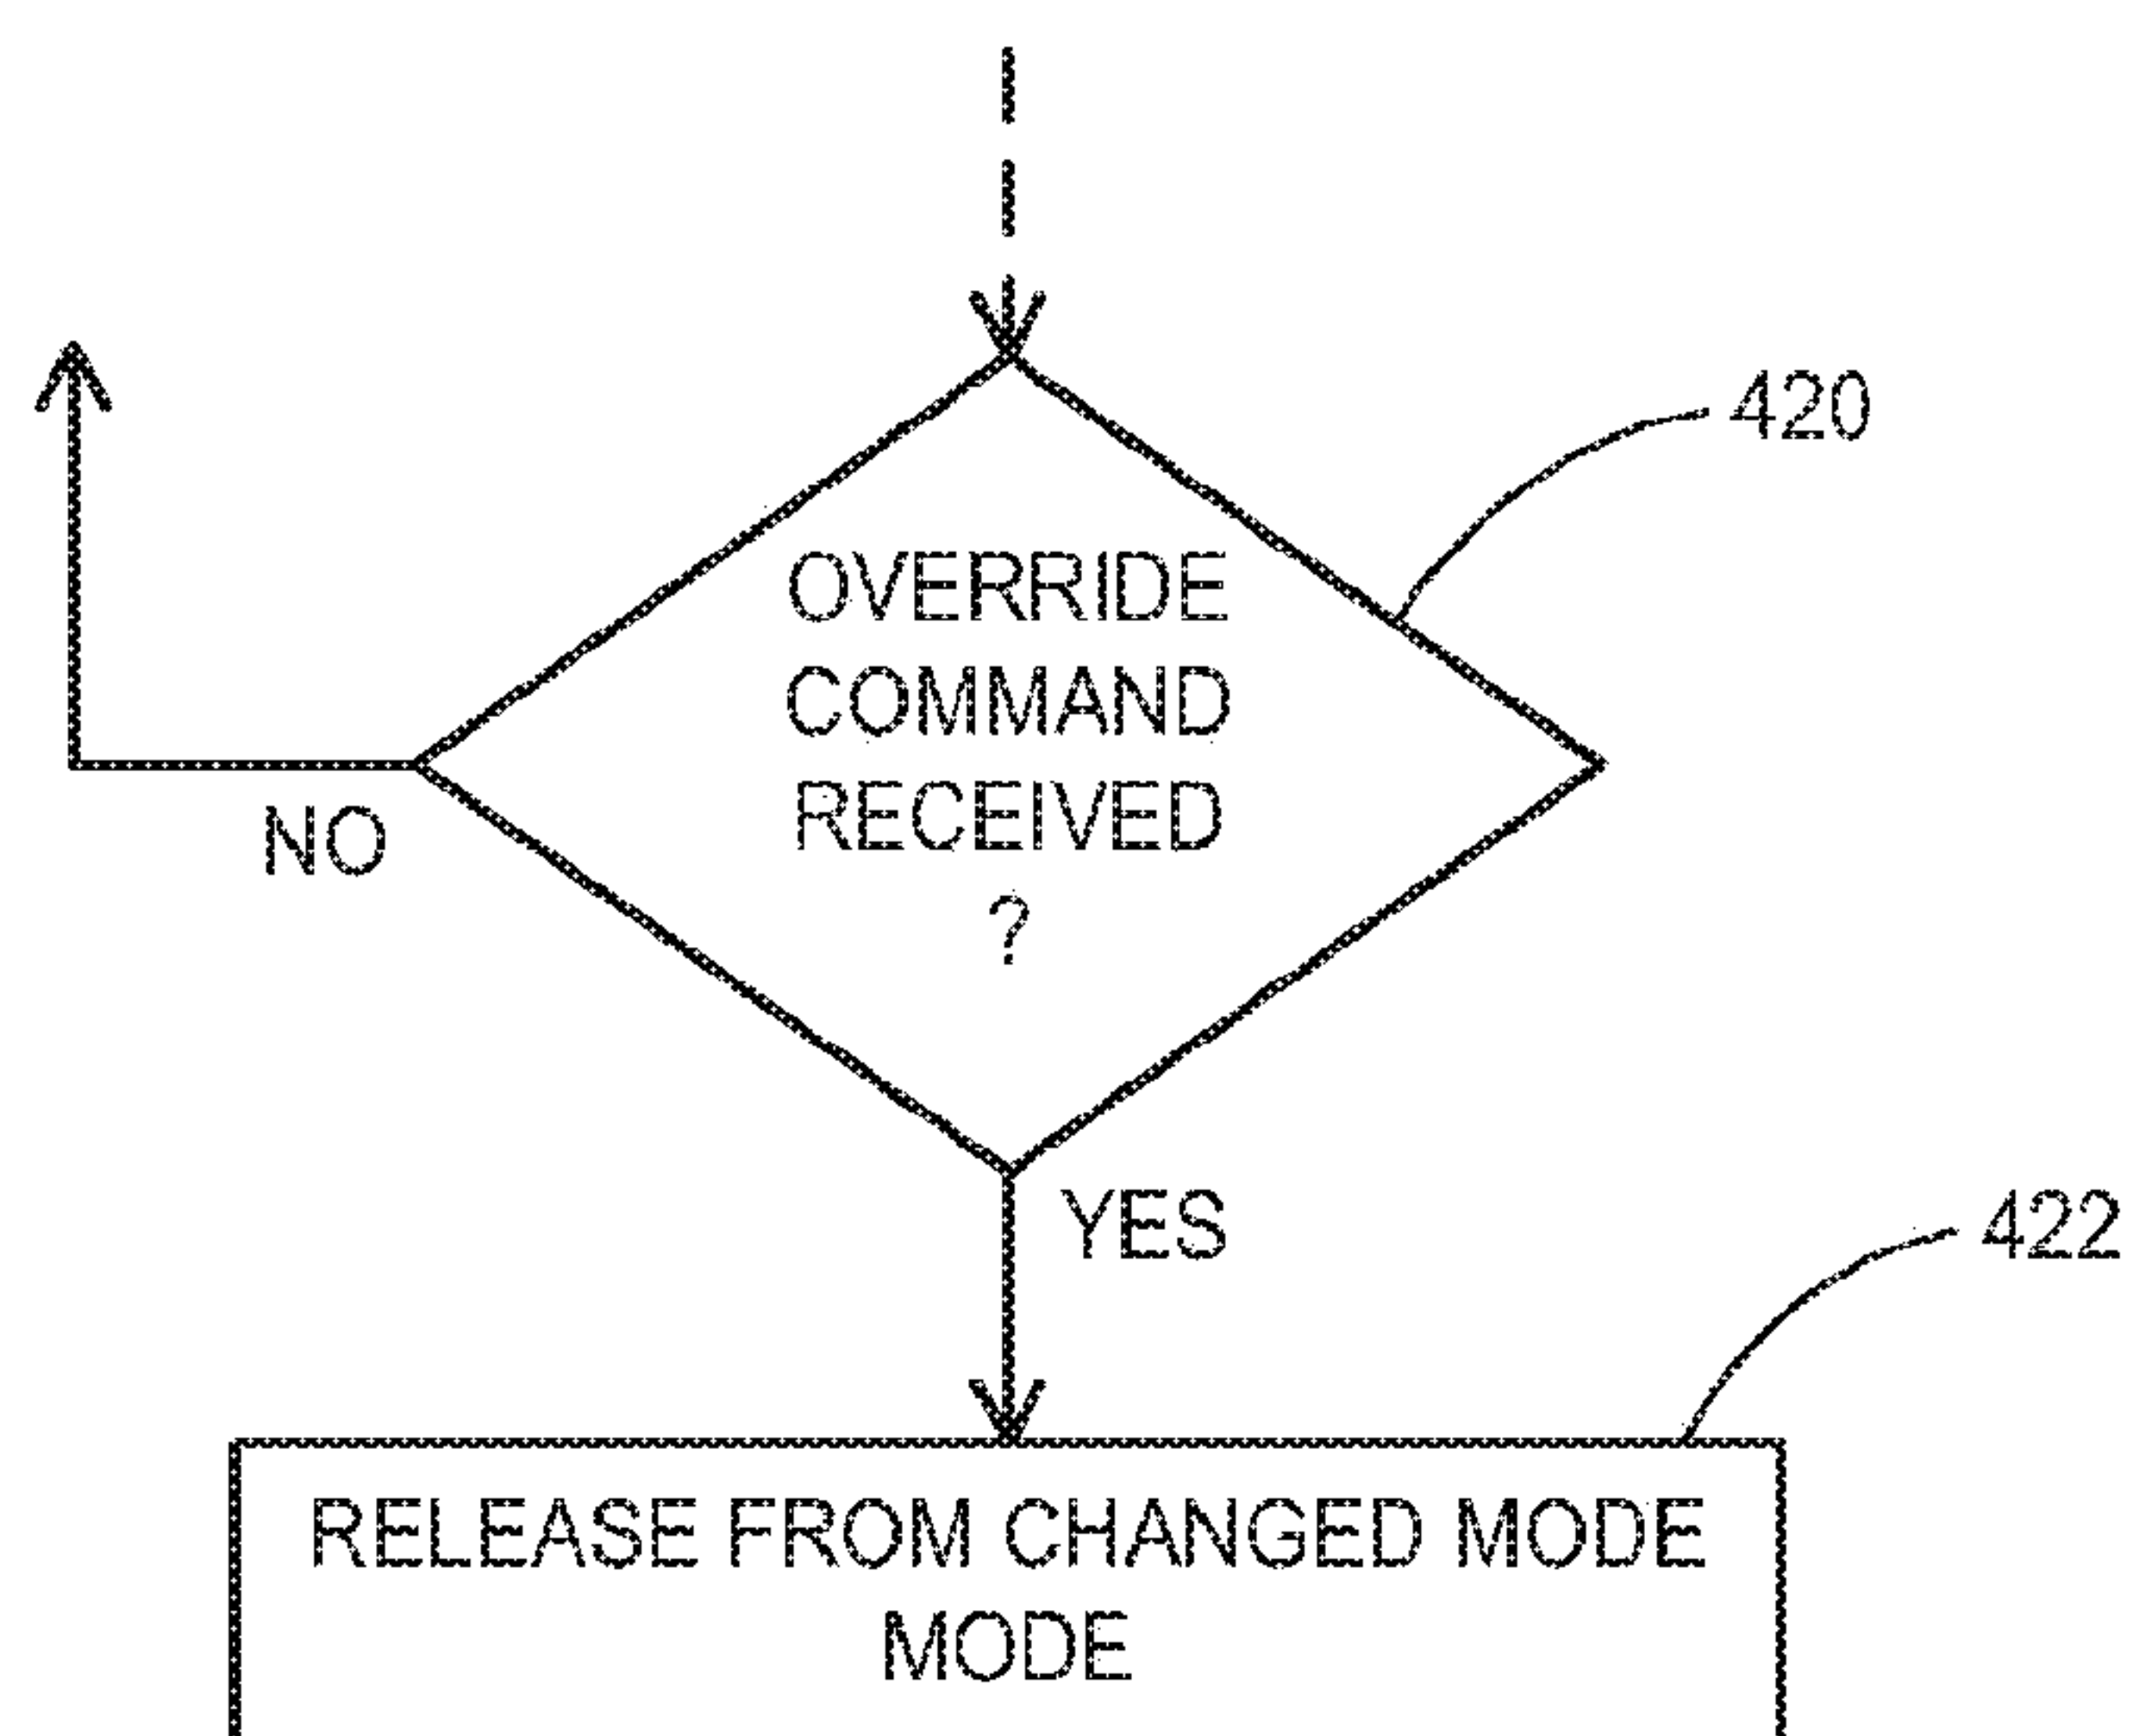 420
OVERRIDE
COMMAND
RECEIVED
?
NO
YES
422
RELEASE FROM CHANGED MODE
MODE